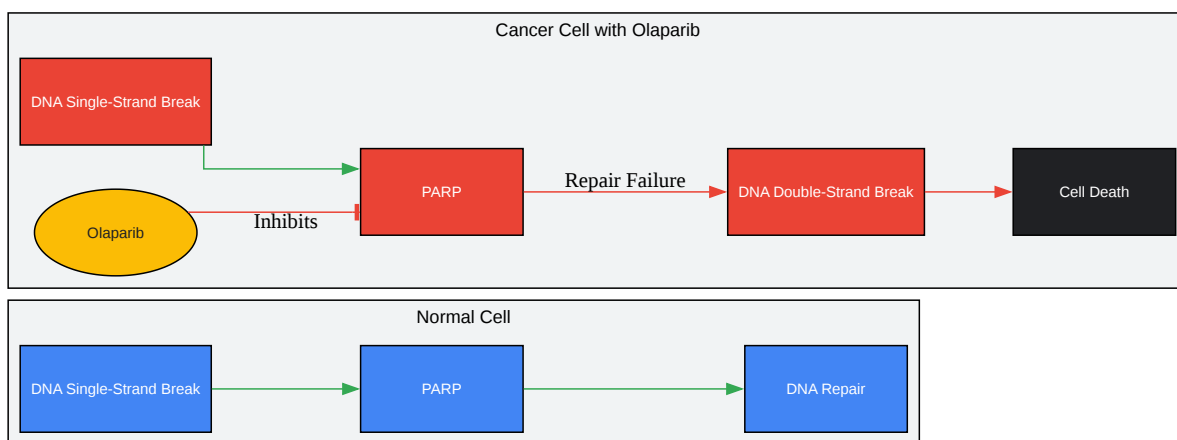 Cancer Cell with Olaparib
DNA Single-Strand Break
PARP
Repair Failure
DNA Double-Strand Break
Cell Death
Olaparib
Inhibits
Normal Cell
DNA Single-Strand Break
PARP
DNA Repair